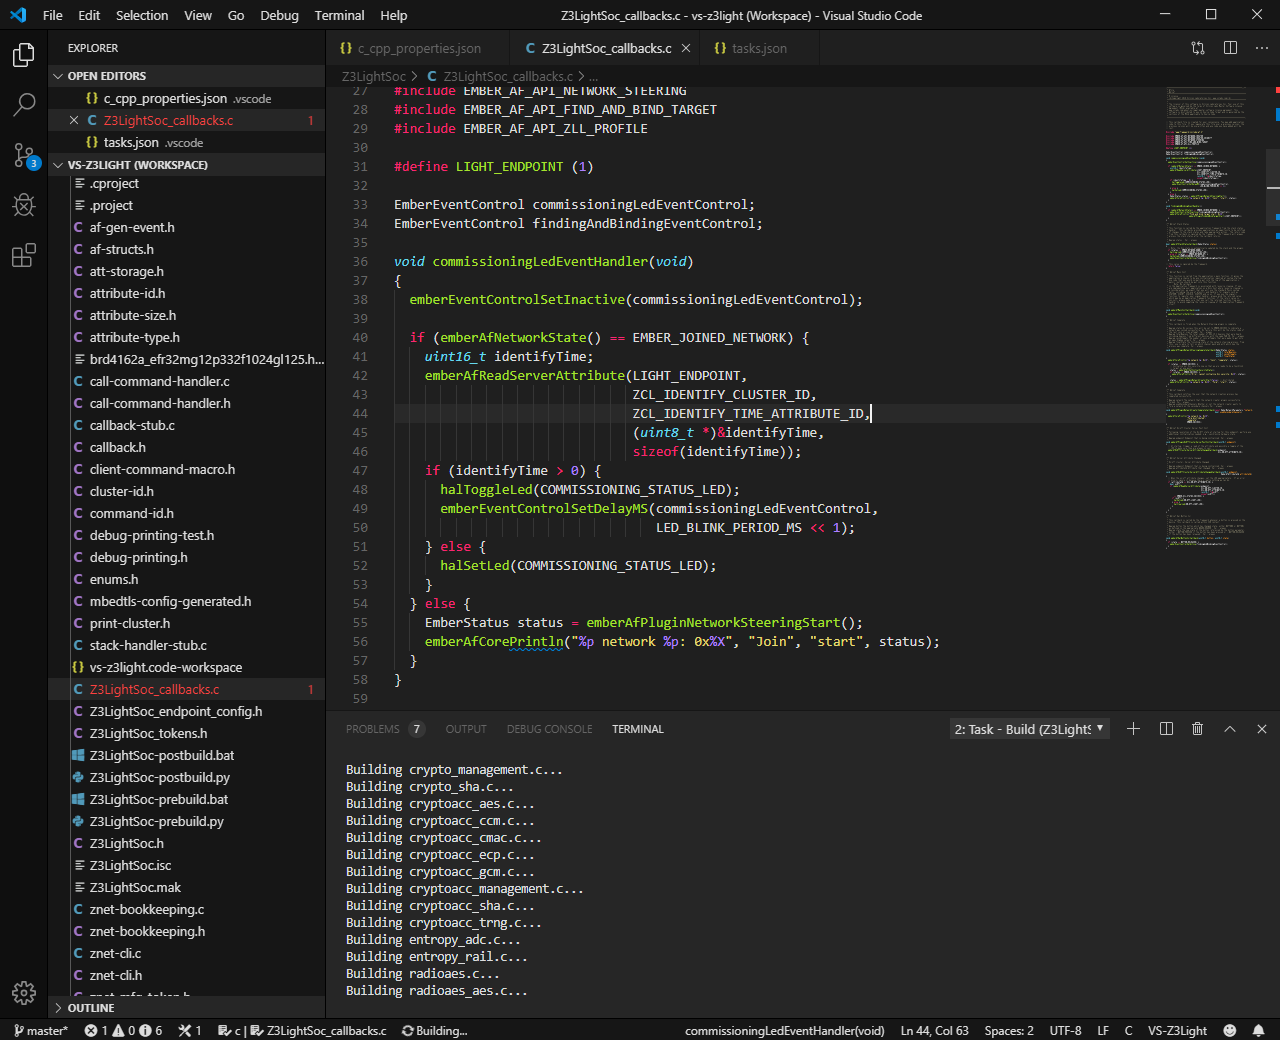 File Edit Selection View Go Debug Terminal Help
Z3LightSoc_callbacks.c - vs-z3light (Workspace) - Visual Studio Code
EXPLORER
OPEN EDITORS
{} c_cpp_properties.json .vscode
C Z3LightSoc_callbacks.c 1
{} tasks.json .vscode
VS-Z3LIGHT (WORKSPACE)
.cproject
.project
C af-gen-event.h
C af-structs.h
C att-storage.h
C attribute-id.h
C attribute-size.h
C attribute-type.h
brd4162a_efr32mg12p332f1024gl125.h...
C call-command-handler.c
C call-command-handler.h
C callback-stub.c
C callback.h
C client-command-macro.h
C cluster-id.h
C command-id.h
C debug-printing-test.h
C debug-printing.h
C enums.h
C mbedtls-config-generated.h
C print-cluster.h
C stack-handler-stub.c
{} vs-z3light.code-workspace
C Z3LightSoc_callbacks.c 1
C Z3LightSoc_endpoint_config.h
C Z3LightSoc_tokens.h
Z3LightSoc-postbuild.bat
Z3LightSoc-postbuild.py
Z3LightSoc-prebuild.bat
Z3LightSoc-prebuild.py
C Z3LightSoc.h
Z3LightSoc.isc
Z3LightSoc.mak
C znet-bookkeeping.c
C znet-bookkeeping.h
C znet-cli.c
C znet-cli.h
C znet-mfg-token.h
OUTLINE
3
{} c_cpp_properties.json
C Z3LightSoc_callbacks.c
{} tasks.json
Z3LightSoc > C Z3LightSoc_callbacks.c > ...
27 #include EMBER_AF_API_NETWORK_STEERING
28 #include EMBER_AF_API_FIND_AND_BIND_TARGET
29 #include EMBER_AF_API_ZLL_PROFILE
30
31 #define LIGHT_ENDPOINT (1)
32
33 EmberEventControl commissioningLedEventControl;
34 EmberEventControl findingAndBindingEventControl;
35
36 void commissioningLedEventHandler(void)
37 {
38 emberEventControlSetInactive(commissioningLedEventControl);
39
40 if (emberAfNetworkState() == EMBER_JOINED_NETWORK) {
41 uint16_t identifyTime;
42 emberAfReadServerAttribute(LIGHT_ENDPOINT,
43 ZCL_IDENTIFY_CLUSTER_ID,
44 ZCL_IDENTIFY_TIME_ATTRIBUTE_ID,
45 (uint8_t *)&identifyTime,
46 sizeof(identifyTime));
47 if (identifyTime > 0) {
48 halToggleLed(COMMISSIONING_STATUS_LED);
49 emberEventControlSetDelayMS(commissioningLedEventControl,
50 LED_BLINK_PERIOD_MS << 1);
51 } else {
52 halSetLed(COMMISSIONING_STATUS_LED);
53 }
54 } else {
55 EmberStatus status = emberAfPluginNetworkSteeringStart();
56 emberAfCorePrintln("%p network %p: 0x%X", "Join", "start", status);
57 }
58 }
59
PROBLEMS 7 OUTPUT DEBUG CONSOLE TERMINAL
2: Task - Build (Z3LightS
Building crypto_management.c...
Building crypto_sha.c...
Building cryptoacc_aes.c...
Building cryptoacc_ccm.c...
Building cryptoacc_cmac.c...
Building cryptoacc_ecp.c...
Building cryptoacc_gcm.c...
Building cryptoacc_management.c...
Building cryptoacc_sha.c...
Building cryptoacc_trng.c...
Building entropy_adc.c...
Building entropy_rail.c...
Building radioaes.c...
Building radioaes_aes.c...
master* 1 0 6 1 c | Z3LightSoc_callbacks.c Building... commissioningLedEventHandler(void) Ln 44, Col 63 Spaces: 2 UTF-8 LF C VS-Z3Light